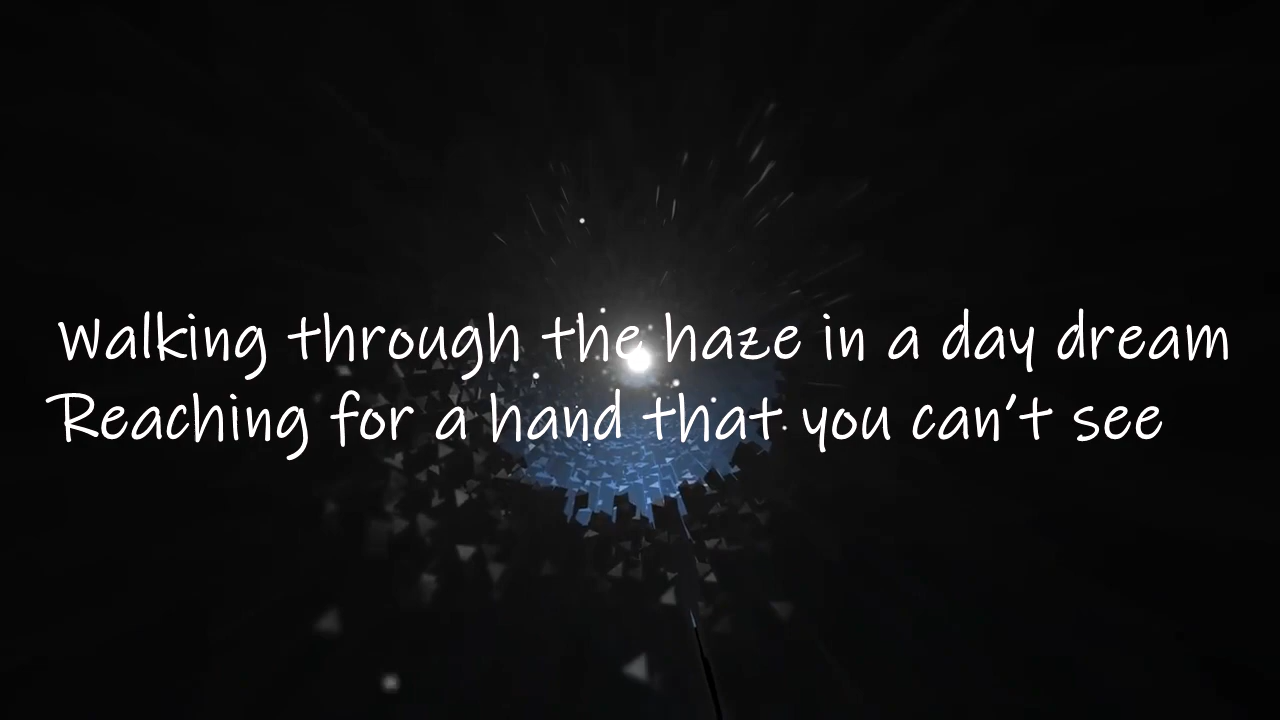 Walking through the haze in a day dream
Reaching for a hand that you can't see